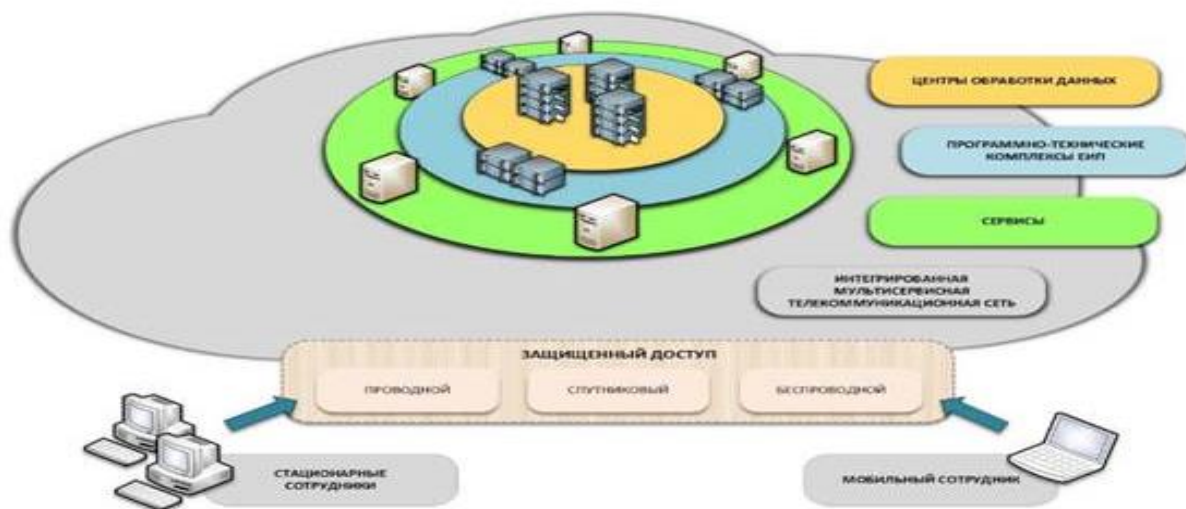 ЦЕНТРЫ ОБРАБОТКИ ДАННЫХ
ПРОГРАММНО-ТЕХНИЧЕСКИЕ
КОМПЛЕКСЫ ЕИП
СЕРВИСЫ
ИНТЕГРИРОВАННАЯ
МУЛЬТИСЕРВИСНАЯ
ТЕЛЕКОММУНИКАЦИОННАЯ СЕТЬ
ЗАЩИЩЕННЫЙ ДОСТУП
ПРОВОДНОЙ
СПУТНИКОВЫЙ
БЕСПРОВОДНОЙ
СТАЦИОНАРНЫЕ
СОТРУДНИКИ
МОБИЛЬНЫЙ СОТРУДНИК